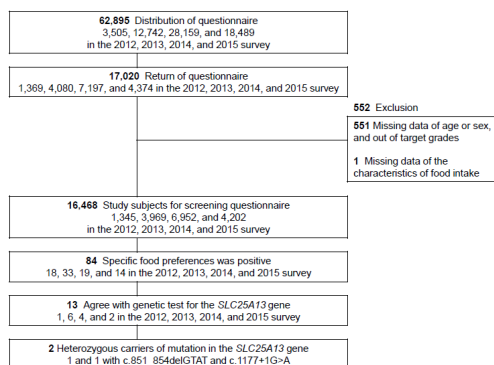 62,895 Distribution of questionnaire
3,505, 12,742, 28,159, and 18,489
in the 2012, 2013, 2014, and 2015 survey
17,020 Return of questionnaire
1,369, 4,080, 7,197, and 4,374 in the 2012, 2013, 2014, and 2015 survey
552 Exclusion
551 Missing data of age or sex,
and out of target grades
1 Missing data of the
characteristics of food intake
16,468 Study subjects for screening questionnaire
1,345, 3,969, 6,952, and 4,202
in the 2012, 2013, 2014, and 2015 survey
84 Specific food preferences was positive
18, 33, 19, and 14 in the 2012, 2013, 2014, and 2015 survey
13 Agree with genetic test for the SLC25A13 gene
1, 6, 4, and 2 in the 2012, 2013, 2014, and 2015 survey
2 Heterozygous carriers of mutation in the SLC25A13 gene
1 and 1 with c.851_854delGTAT and c.1177+1G>A